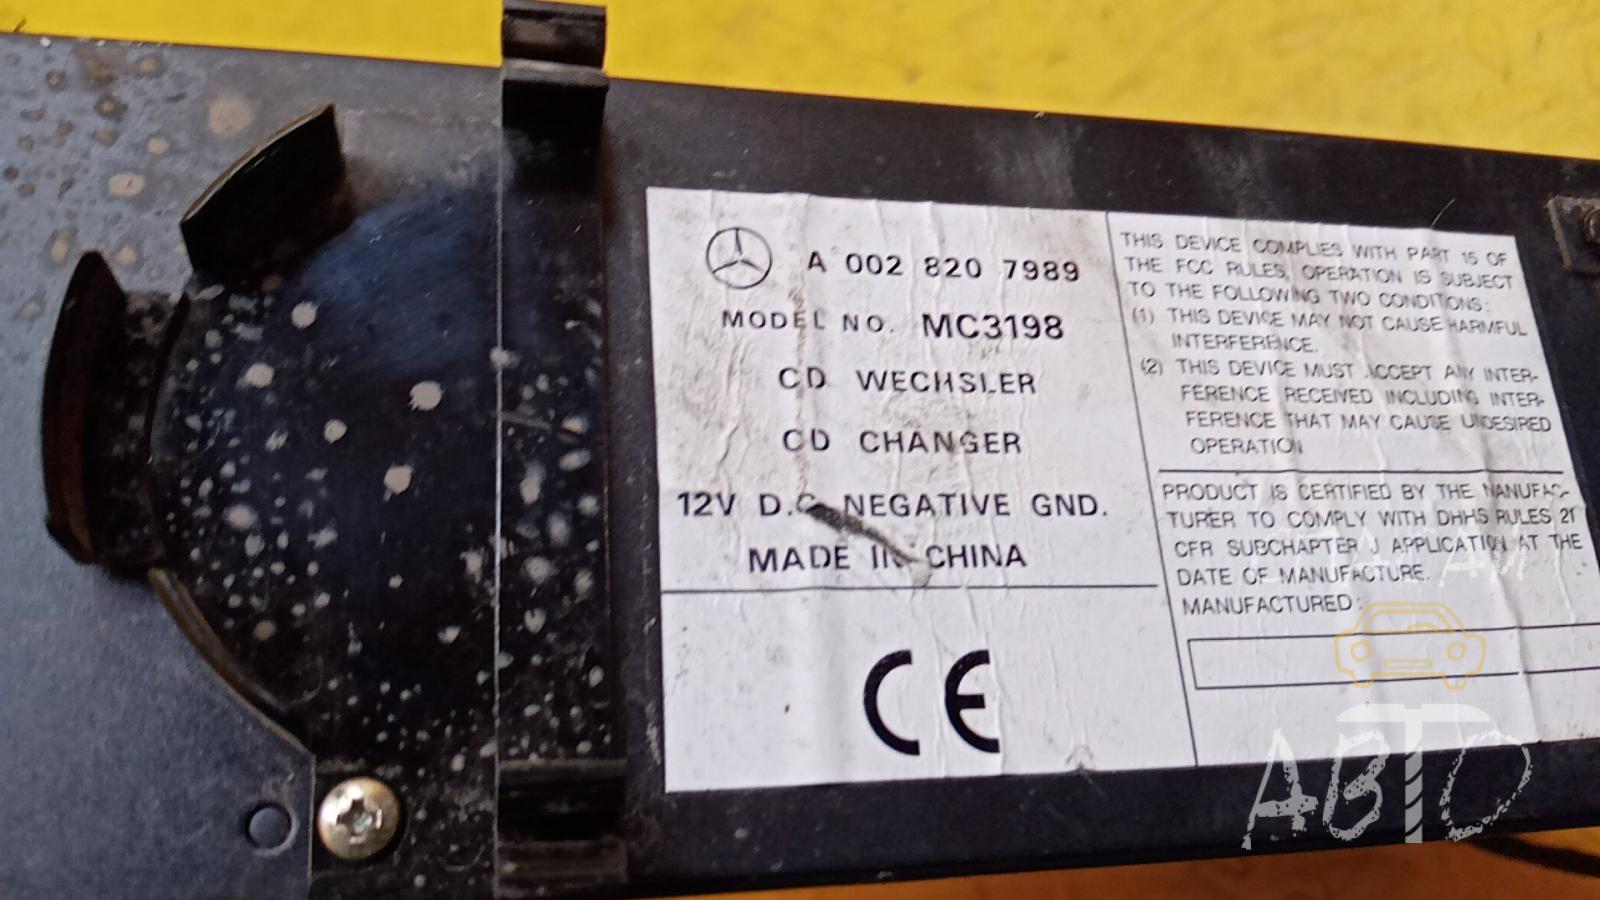 A 002 820 7989
MODEL NO. MC3198
CD WECHSLER
CD CHANGER
12V D.C. NEGATIVE GND.
MADE IN CHINA
CE
THIS DEVICE COMPLIES WITH PART 15 OF
THE FCC RULES, OPERATION IS SUBJECT
TO THE FOLLOWING TWO CONDITIONS:
(1) THIS DEVICE MAY NOT CAUSE HARMFUL
INTERFERENCE.
(2) THIS DEVICE MUST ACCEPT ANY INTER-
FERENCE RECEIVED INCLUDING INTER-
FERENCE THAT MAY CAUSE UNDESIRED
OPERATION
PRODUCT IS CERTIFIED BY THE MANUFAC-
TURER TO COMPLY WITH DHHS RULES 21
CFR SUBCHAPTER J APPLICATION AT THE
DATE OF MANUFACTURE.
MANUFACTURED:
АВТО